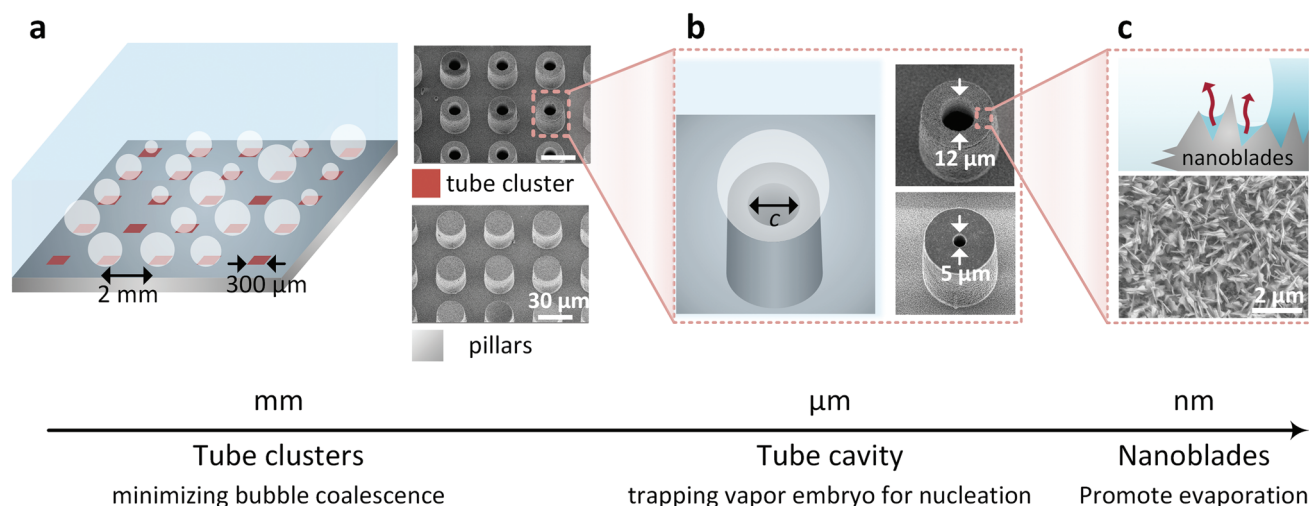 a
tube cluster
2 mm
300 µm
30 µm
pillars
b
c
12 µm
5 µm
c
nanoblades
2 µm
mm
µm
nm
Tube clusters
Tube cavity
Nanoblades
minimizing bubble coalescence
trapping vapor embryo for nucleation
Promote evaporation